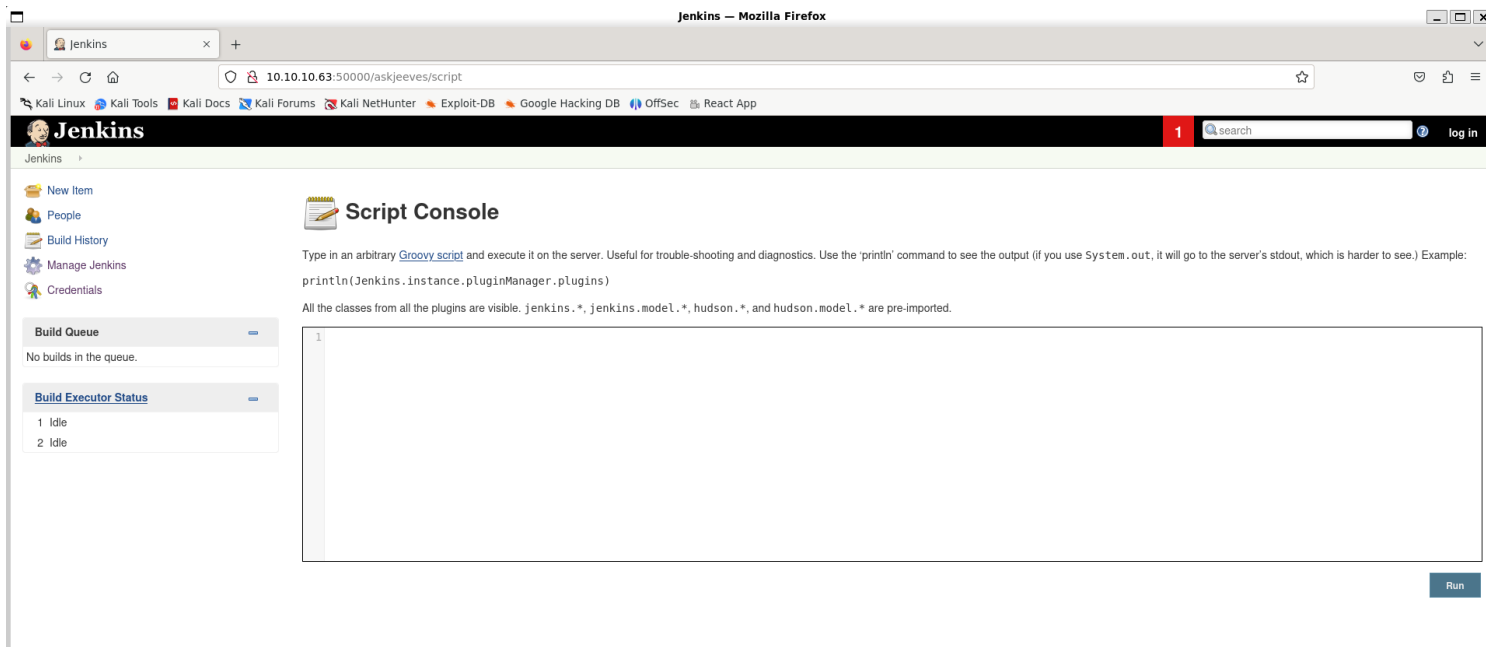 Jenkins — Mozilla Firefox
Jenkins
10.10.10.63:50000/askjeeves/script
Kali Linux Kali Tools Kali Docs Kali Forums Kali NetHunter Exploit-DB Google Hacking DB OffSec React App
Jenkins 1 search log in
Jenkins
New Item
People
Build History
Manage Jenkins
Credentials
Build Queue
No builds in the queue.
Build Executor Status
1 Idle
2 Idle
Script Console
Type in an arbitrary Groovy script and execute it on the server. Useful for trouble-shooting and diagnostics. Use the 'println' command to see the output (if you use System.out, it will go to the server's stdout, which is harder to see.) Example:
println(Jenkins.instance.pluginManager.plugins)
All the classes from all the plugins are visible. jenkins.*, jenkins.model.*, hudson.*, and hudson.model.* are pre-imported.
1
Run